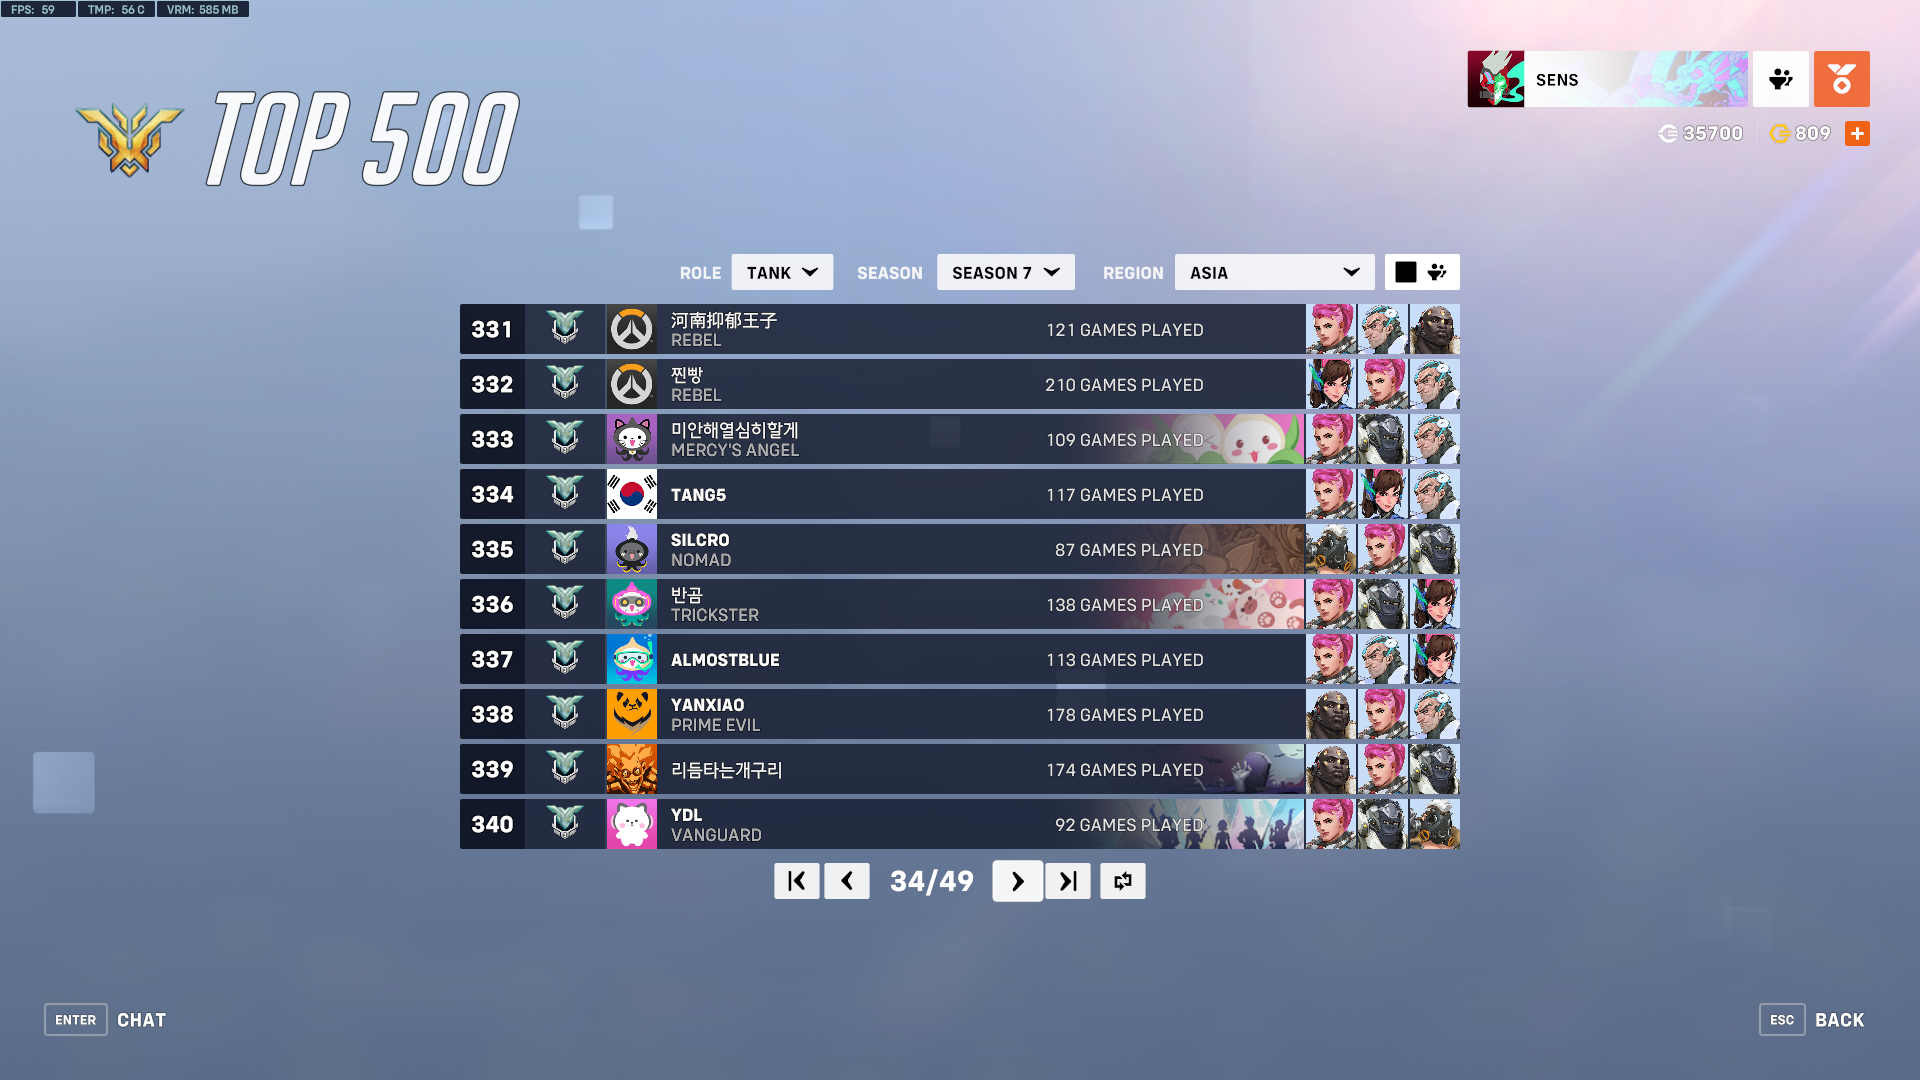 FPS: 59 TMP: 56 C VRM: 585 MB
TOP 500
SENS
35700 809
ROLE TANK SEASON SEASON 7 REGION ASIA
331 河南抑郁王子 121 GAMES PLAYED
REBEL
332 찐빵 210 GAMES PLAYED
REBEL
333 미안해열심히할게 109 GAMES PLAYED
MERCY'S ANGEL
334 TANG5 117 GAMES PLAYED
335 SILCRO 87 GAMES PLAYED
NOMAD
336 반곰 138 GAMES PLAYED
TRICKSTER
337 ALMOSTBLUE 113 GAMES PLAYED
338 YANXIAO 178 GAMES PLAYED
PRIME EVIL
339 리듬타는개구리 174 GAMES PLAYED
340 YDL 92 GAMES PLAYED
VANGUARD
34/49
ENTER CHAT
ESC BACK